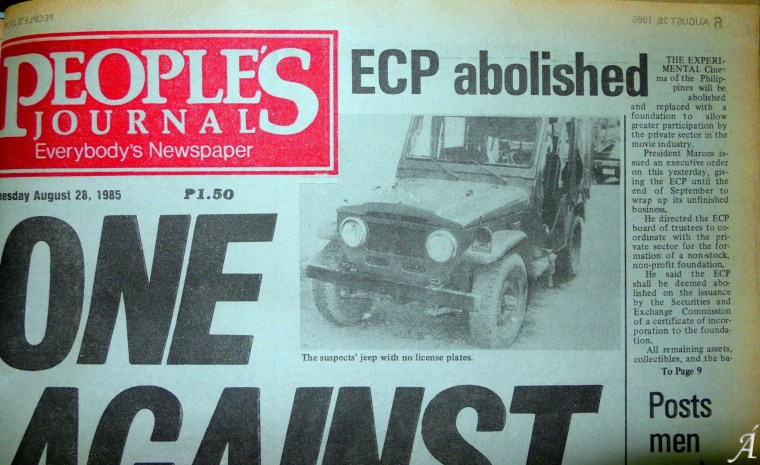 PEOPLE'S
JOURNAL
Everybody's Newspaper
nesday August 28, 1985
₱1.50
ECP abolished
THE EXPERI-
MENTAL Cine-
ma of the Philip-
pines will be
abolished
and replaced with a
foundation to allow
greater participation by
the private sector in the
movie industry.
President Marcos is-
sued an executive order
on this yesterday, giv-
ing the ECP until the
end of September to
wrap up its unfinished
business.
He directed the ECP
board of trustees to co-
ordinate with the pri-
vate sector for the for-
mation of a non-stock,
non-profit foundation.
He said the ECP
shall be deemed abo-
lished on the issuance
by the Securities and
Exchange Commission
of a certificate of incor-
poration to the founda-
tion.
All remaining assets,
collectibles, and the ba-
To Page 9
The suspects' jeep with no license plates.
ONE
AGAINST
Posts
men
Á